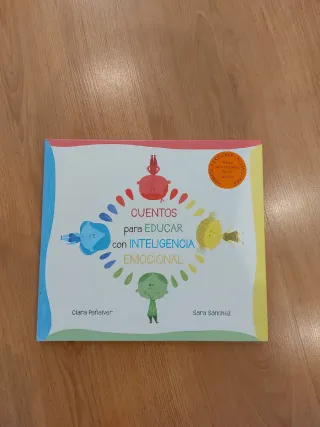 CUENTOS
para EDUCAR
con INTELIGENCIA
EMOCIONAL
Clara Peñalver
Sara Sánchez